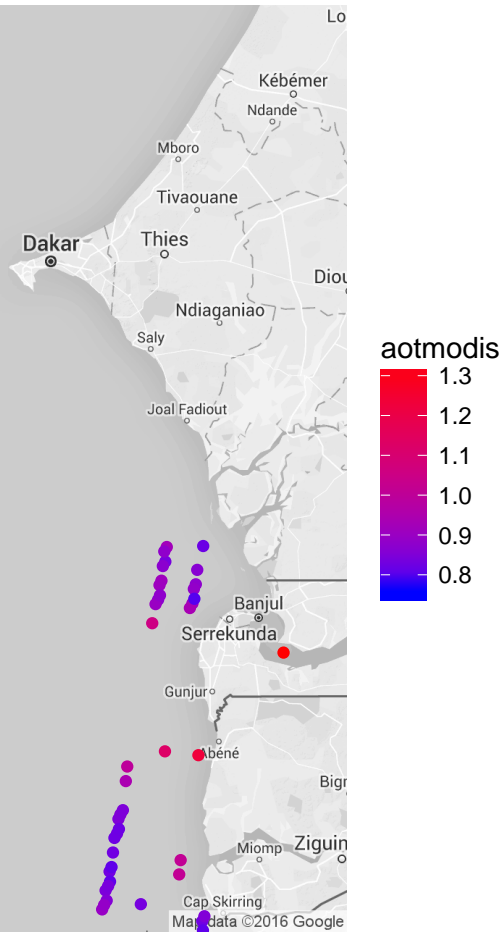 Lo
Kébémer
Ndande
Mboro
Tivaouane
Dakar
Thies
Diou
Ndiaganiao
Saly
Joal Fadiout
Banjul
Serrekunda
Gunjur
Abéné
Bigr
Miomp
Ziguin
Cap Skirring
Map data ©2016 Google
aotmodis
1.3
1.2
1.1
1.0
0.9
0.8